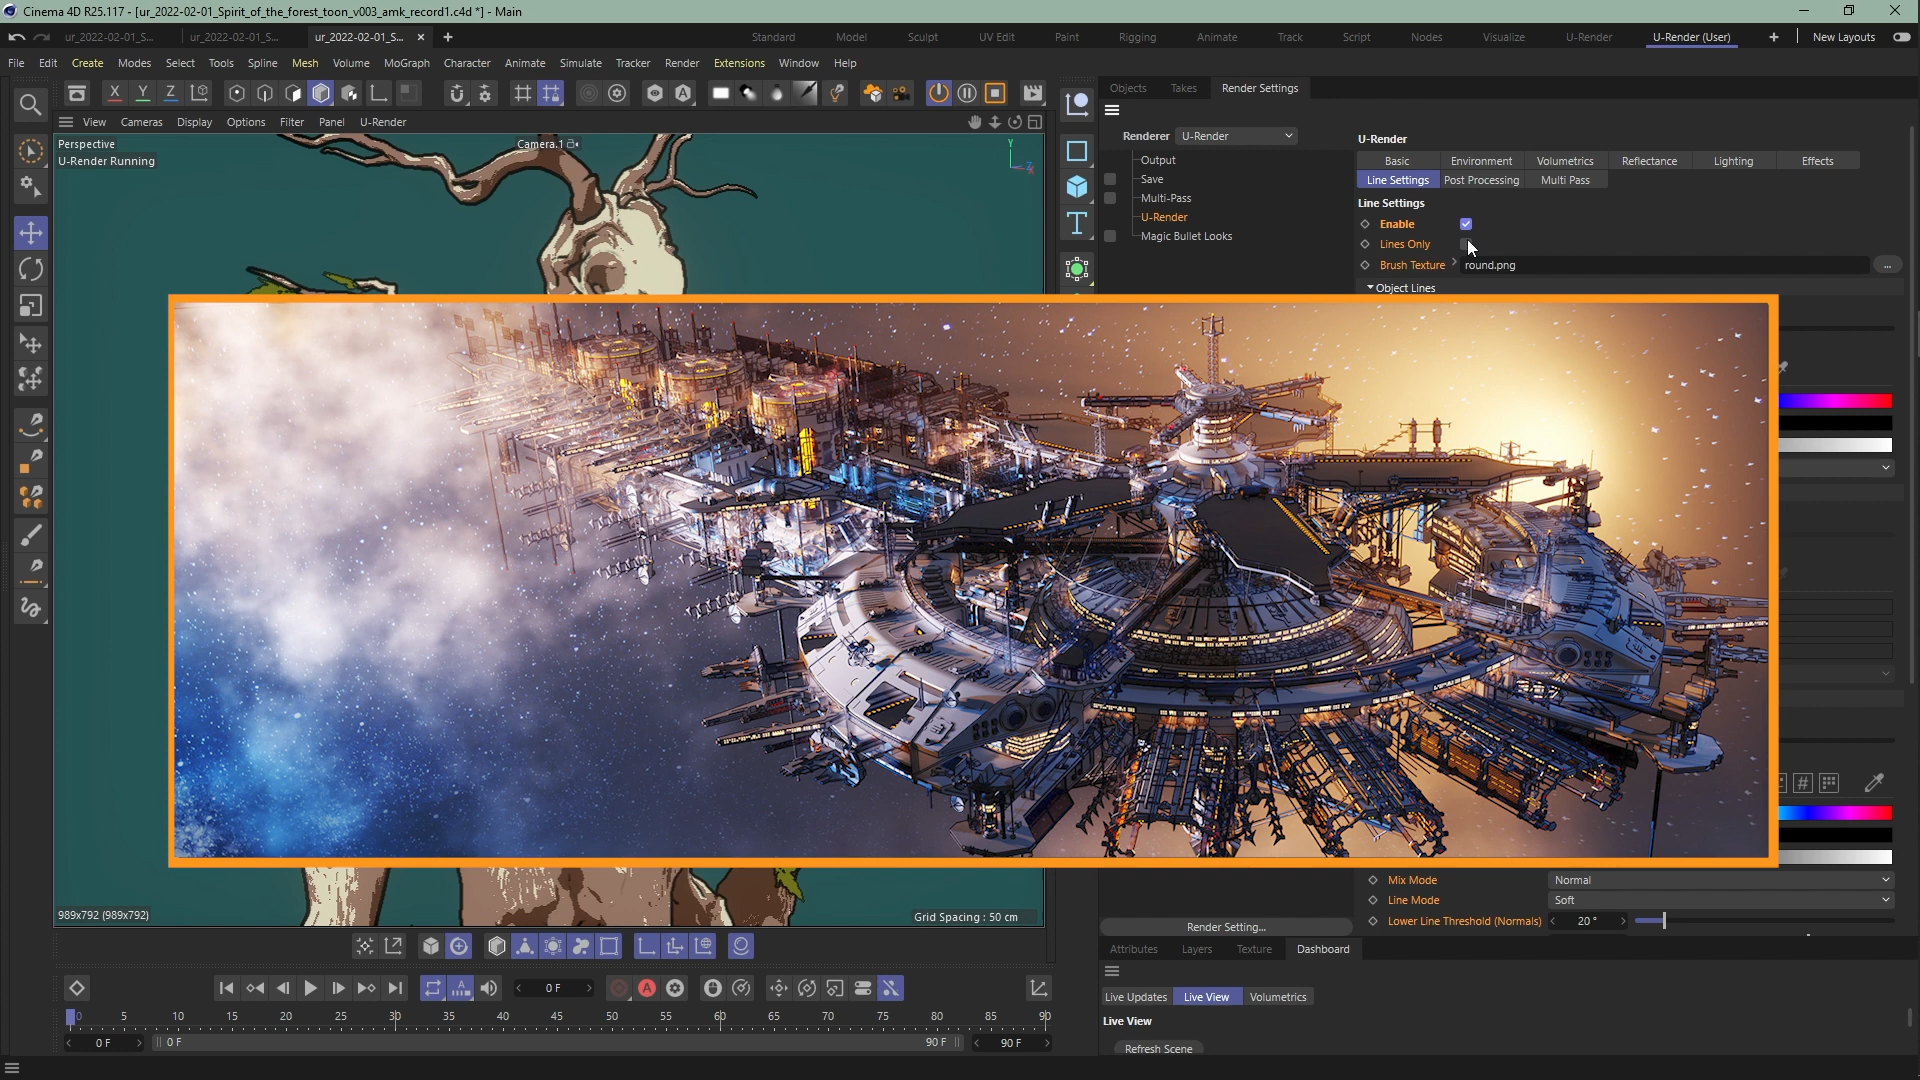 Cinema 4D R25.117 - [ur_2022-02-01_Spirit_of_the_forest_toon_v003_amk_record1.c4d *] - Main
ur_2022-02-01_S... ur_2022-02-01_S... ur_2022-02-01_S... × +
Standard Model Sculpt UV Edit Paint Rigging Animate Track Script Nodes Visualize U-Render U-Render (User) + New Layouts
File Edit Create Modes Select Tools Spline Mesh Volume MoGraph Character Animate Simulate Tracker Render Extensions Window Help
X Y Z
Objects Takes Render Settings
View Cameras Display Options Filter Panel U-Render
Perspective
Camera.1
U-Render Running
Y
Z
Renderer U-Render
Output
Save
Multi-Pass
U-Render
Magic Bullet Looks
U-Render
Basic Environment Volumetrics Reflectance Lighting Effects
Line Settings Post Processing Multi Pass
Line Settings
Enable
Lines Only
Brush Texture round.png ...
Object Lines
Mix Mode Normal
Line Mode Soft
Lower Line Threshold (Normals) 20 °
989x792 (989x792)
Grid Spacing : 50 cm
Render Setting...
Attributes Layers Texture Dashboard
Live Updates Live View Volumetrics
Live View
Refresh Scene
0 F
0 5 10 15 20 25 30 35 40 45 50 55 60 65 70 75 80 85 90
0 F 0 F 90 F 90 F